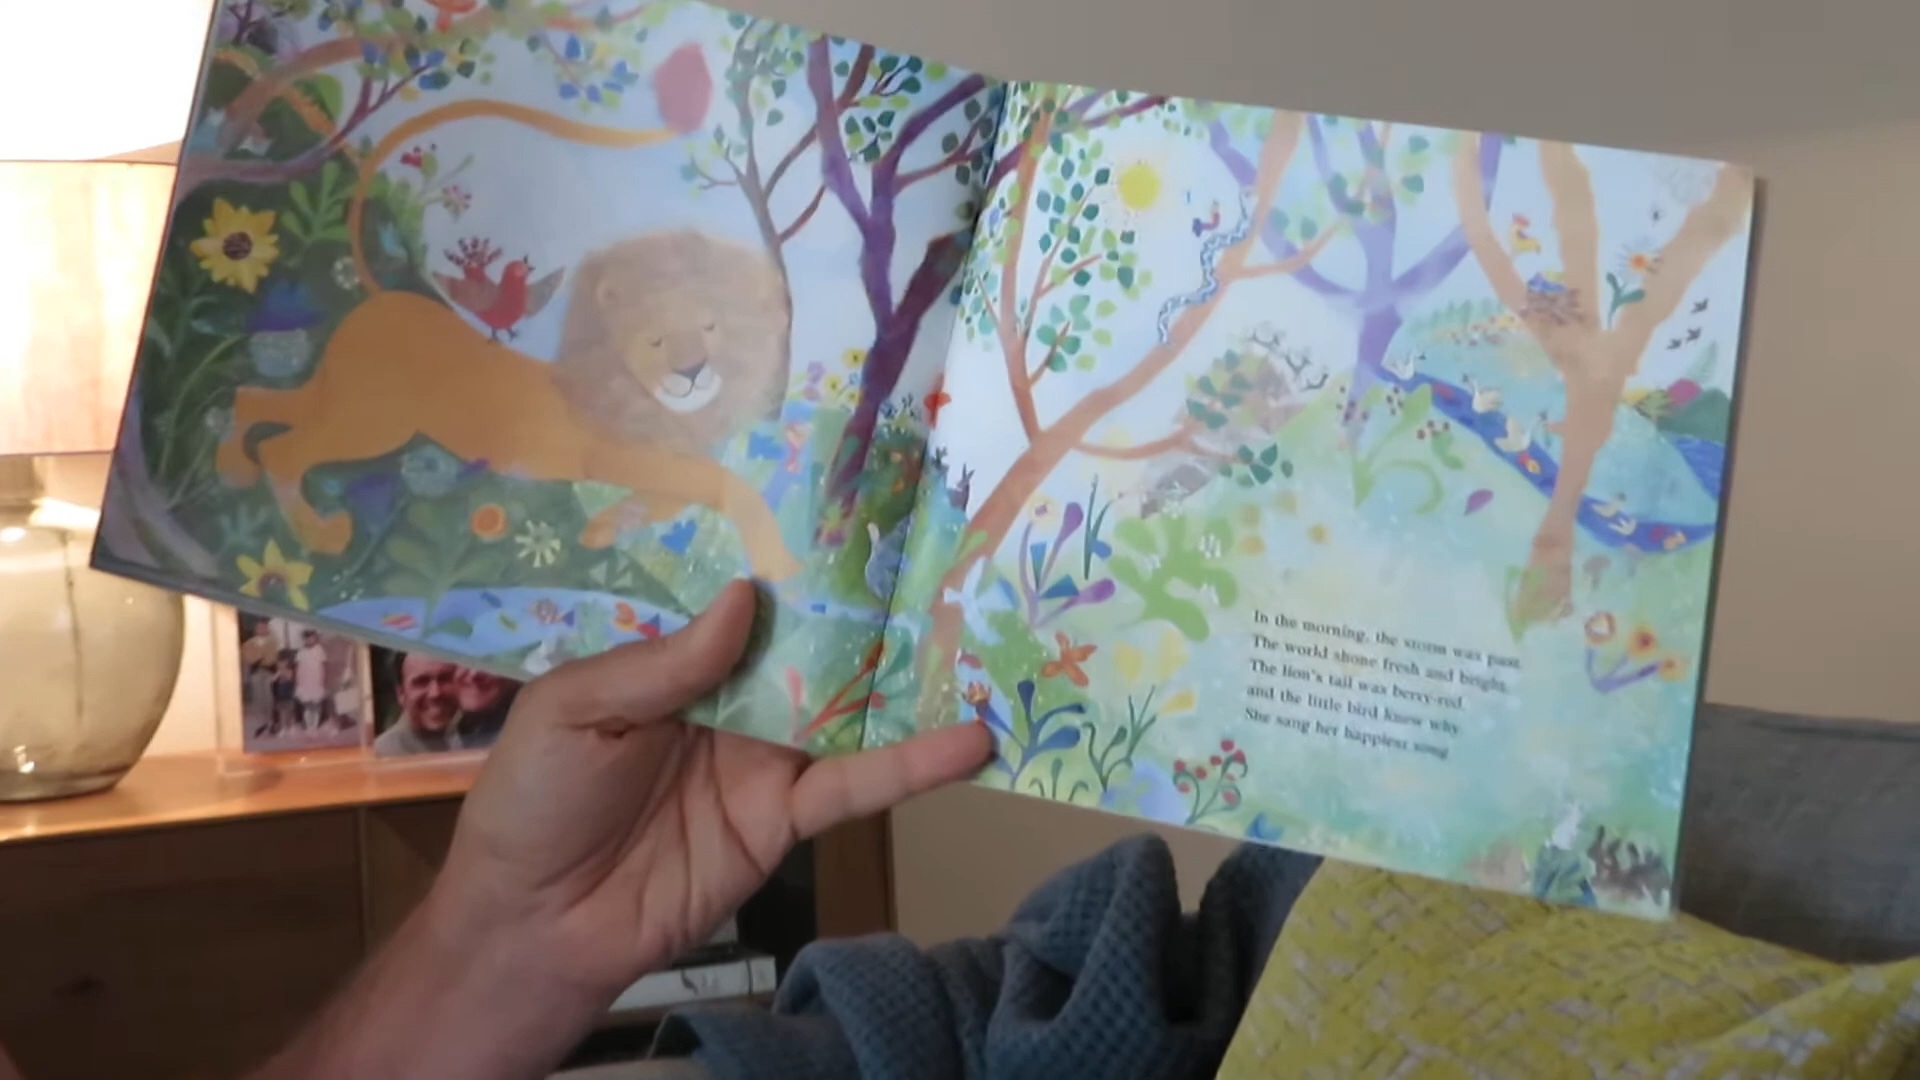 In the morning, the storm was past.
The world shone fresh and bright.
The lion's tail was berry-red,
and the little bird knew why.
She sang her happiest song